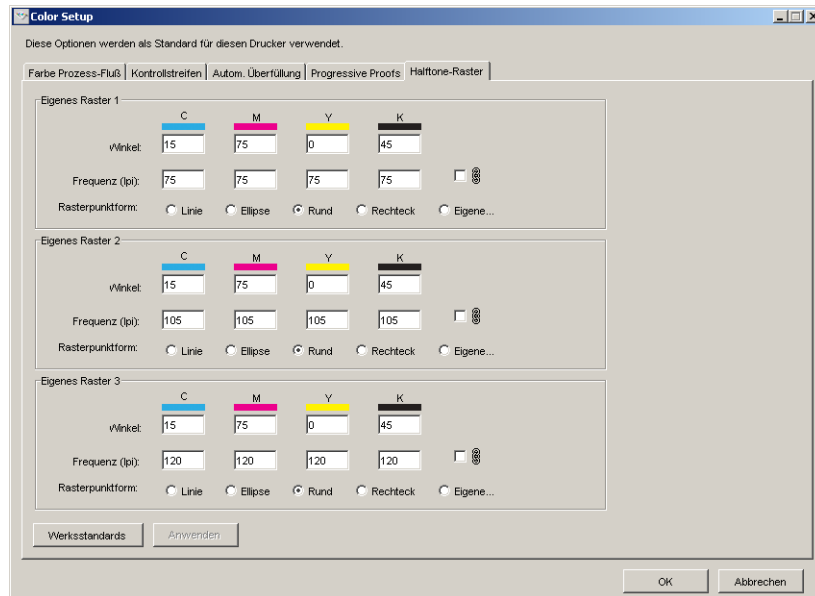 Color Setup
Diese Optionen werden als Standard für diesen Drucker verwendet.
Farbe Prozess-Fluß Kontrollstreifen Autom. Überfüllung Progressive Proofs Halftone-Raster
Eigenes Raster 1
C M Y K
Winkel: 15 75 0 45
Frequenz (lpi): 75 75 75 75
Rasterpunktform: Linie Ellipse Rund Rechteck Eigene...
Eigenes Raster 2
C M Y K
Winkel: 15 75 0 45
Frequenz (lpi): 105 105 105 105
Rasterpunktform: Linie Ellipse Rund Rechteck Eigene...
Eigenes Raster 3
C M Y K
Winkel: 15 75 0 45
Frequenz (lpi): 120 120 120 120
Rasterpunktform: Linie Ellipse Rund Rechteck Eigene...
Werksstandards Anwenden
OK Abbrechen